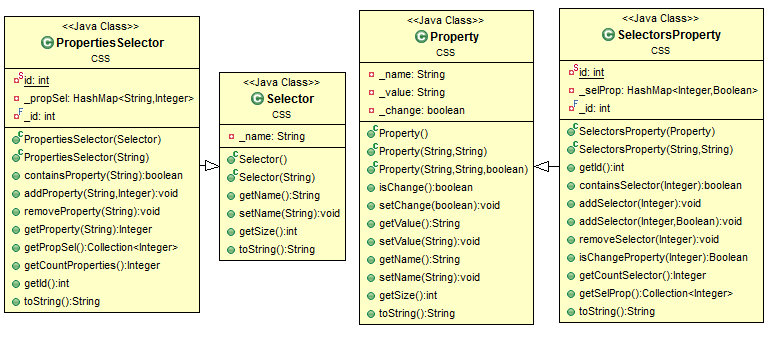 <<Java Class>>
PropertiesSelector
CSS
id: int
_propSel: HashMap<String,Integer>
_id: int
PropertiesSelector(Selector)
PropertiesSelector(String)
containsProperty(String):boolean
addProperty(String,Integer):void
removeProperty(String):void
getProperty(String):Integer
getPropSel():Collection<Integer>
getCountProperties():Integer
getId():int
toString():String
<<Java Class>>
Selector
CSS
_name: String
Selector()
Selector(String)
getName():String
setName(String):void
getSize():int
toString():String
<<Java Class>>
Property
CSS
_name: String
_value: String
_change: boolean
Property()
Property(String,String)
Property(String,String,boolean)
isChange():boolean
setChange(boolean):void
getValue():String
setValue(String):void
getName():String
setName(String):void
getSize():int
toString():String
<<Java Class>>
SelectorsProperty
CSS
id: int
_selProp: HashMap<Integer,Boolean>
_id: int
SelectorsProperty(Property)
SelectorsProperty(String,String)
getId():int
containsSelector(Integer):boolean
addSelector(Integer):void
addSelector(Integer,Boolean):void
removeSelector(Integer):void
isChangeProperty(Integer):Boolean
getCountSelector():Integer
getSelProp():Collection<Integer>
toString():String